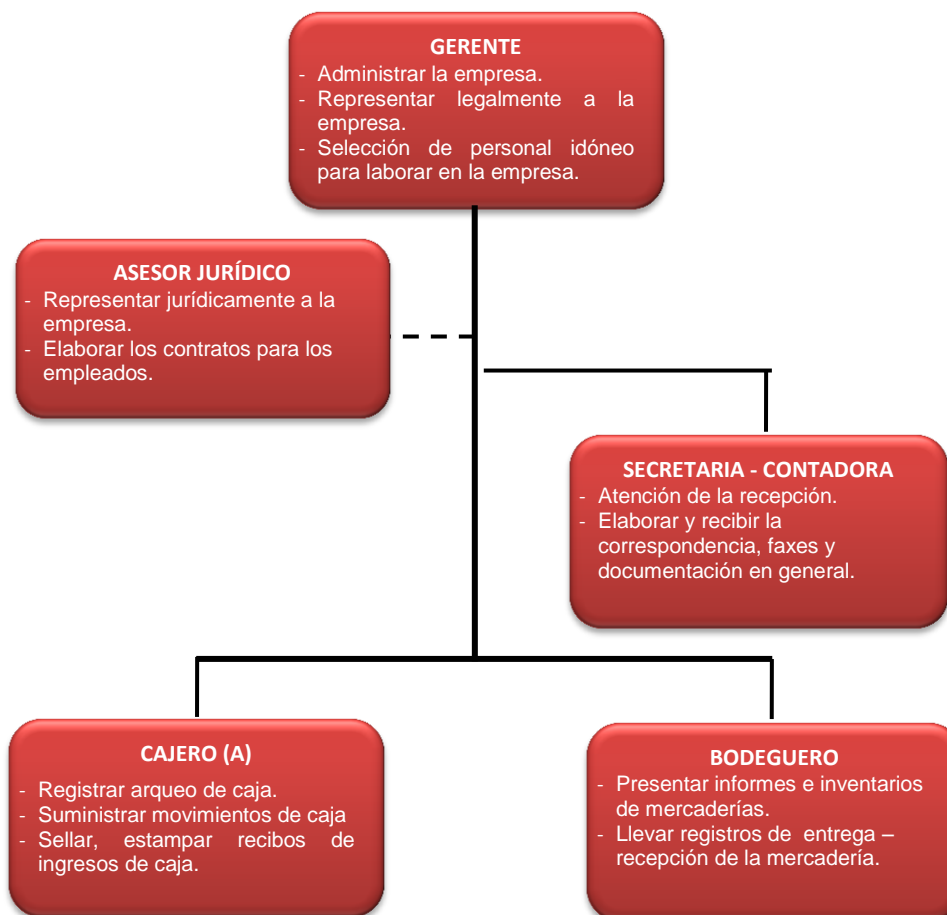 GERENTE
- Administrar la empresa.
- Representar legalmente a la
empresa.
- Selección de personal idóneo
para laborar en la empresa.
ASESOR JURÍDICO
- Representar jurídicamente a la
empresa.
- Elaborar los contratos para los
empleados.
SECRETARIA - CONTADORA
- Atención de la recepción.
- Elaborar y recibir la
correspondencia, faxes y
documentación en general.
CAJERO (A)
- Registrar arqueo de caja.
- Suministrar movimientos de caja
- Sellar, estampar recibos de
ingresos de caja.
BODEGUERO
- Presentar informes e inventarios
de mercaderías.
- Llevar registros de entrega –
recepción de la mercadería.